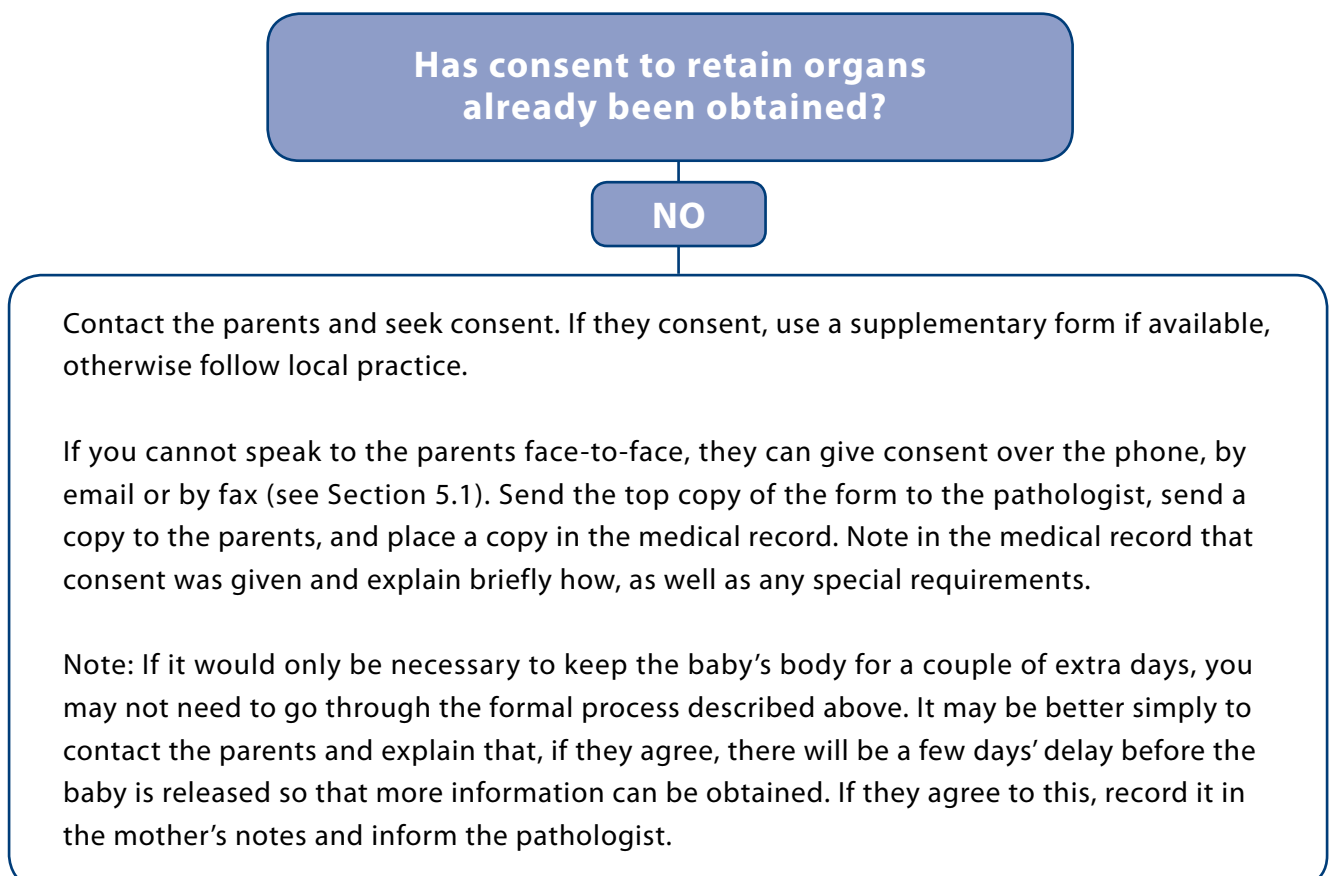 Has consent to retain organs
already been obtained?
NO
Contact the parents and seek consent. If they consent, use a supplementary form if available,
otherwise follow local practice.
If you cannot speak to the parents face-to-face, they can give consent over the phone, by
email or by fax (see Section 5.1). Send the top copy of the form to the pathologist, send a
copy to the parents, and place a copy in the medical record. Note in the medical record that
consent was given and explain briefly how, as well as any special requirements.
Note: If it would only be necessary to keep the baby’s body for a couple of extra days, you
may not need to go through the formal process described above. It may be better simply to
contact the parents and explain that, if they agree, there will be a few days’ delay before the
baby is released so that more information can be obtained. If they agree to this, record it in
the mother’s notes and inform the pathologist.